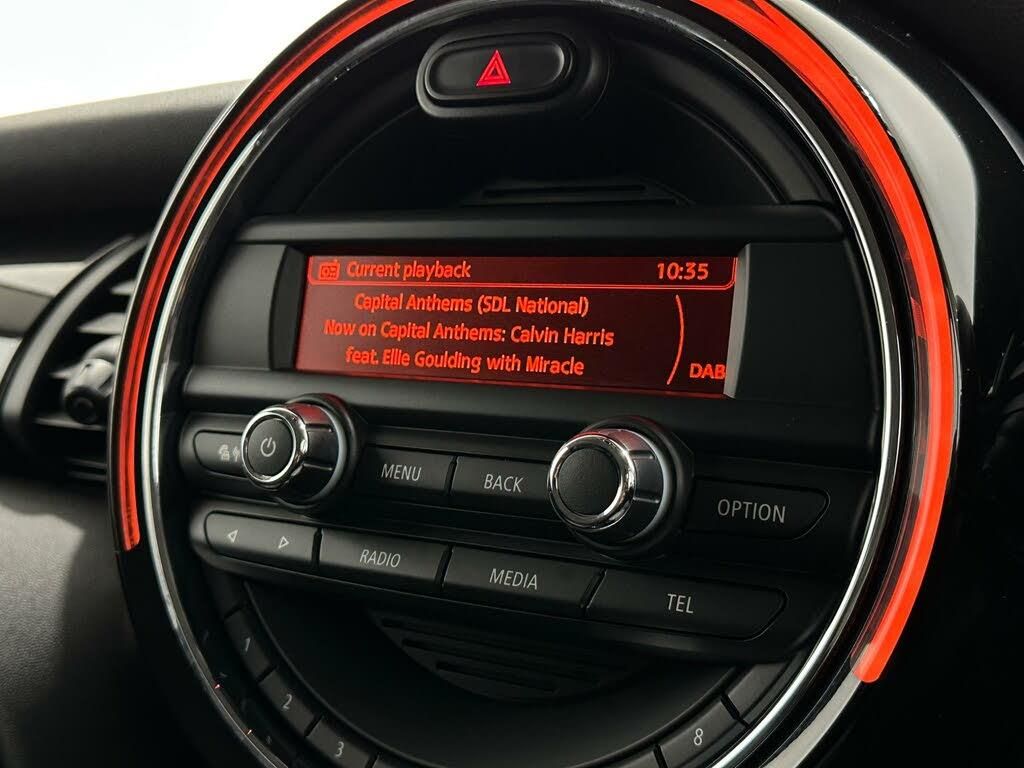 Current playback 10:35
Capital Anthems (SDL National)
Now on Capital Anthems: Calvin Harris
feat. Ellie Goulding with Miracle
DAB
MENU
BACK
OPTION
RADIO
MEDIA
TEL
1
2
3
8